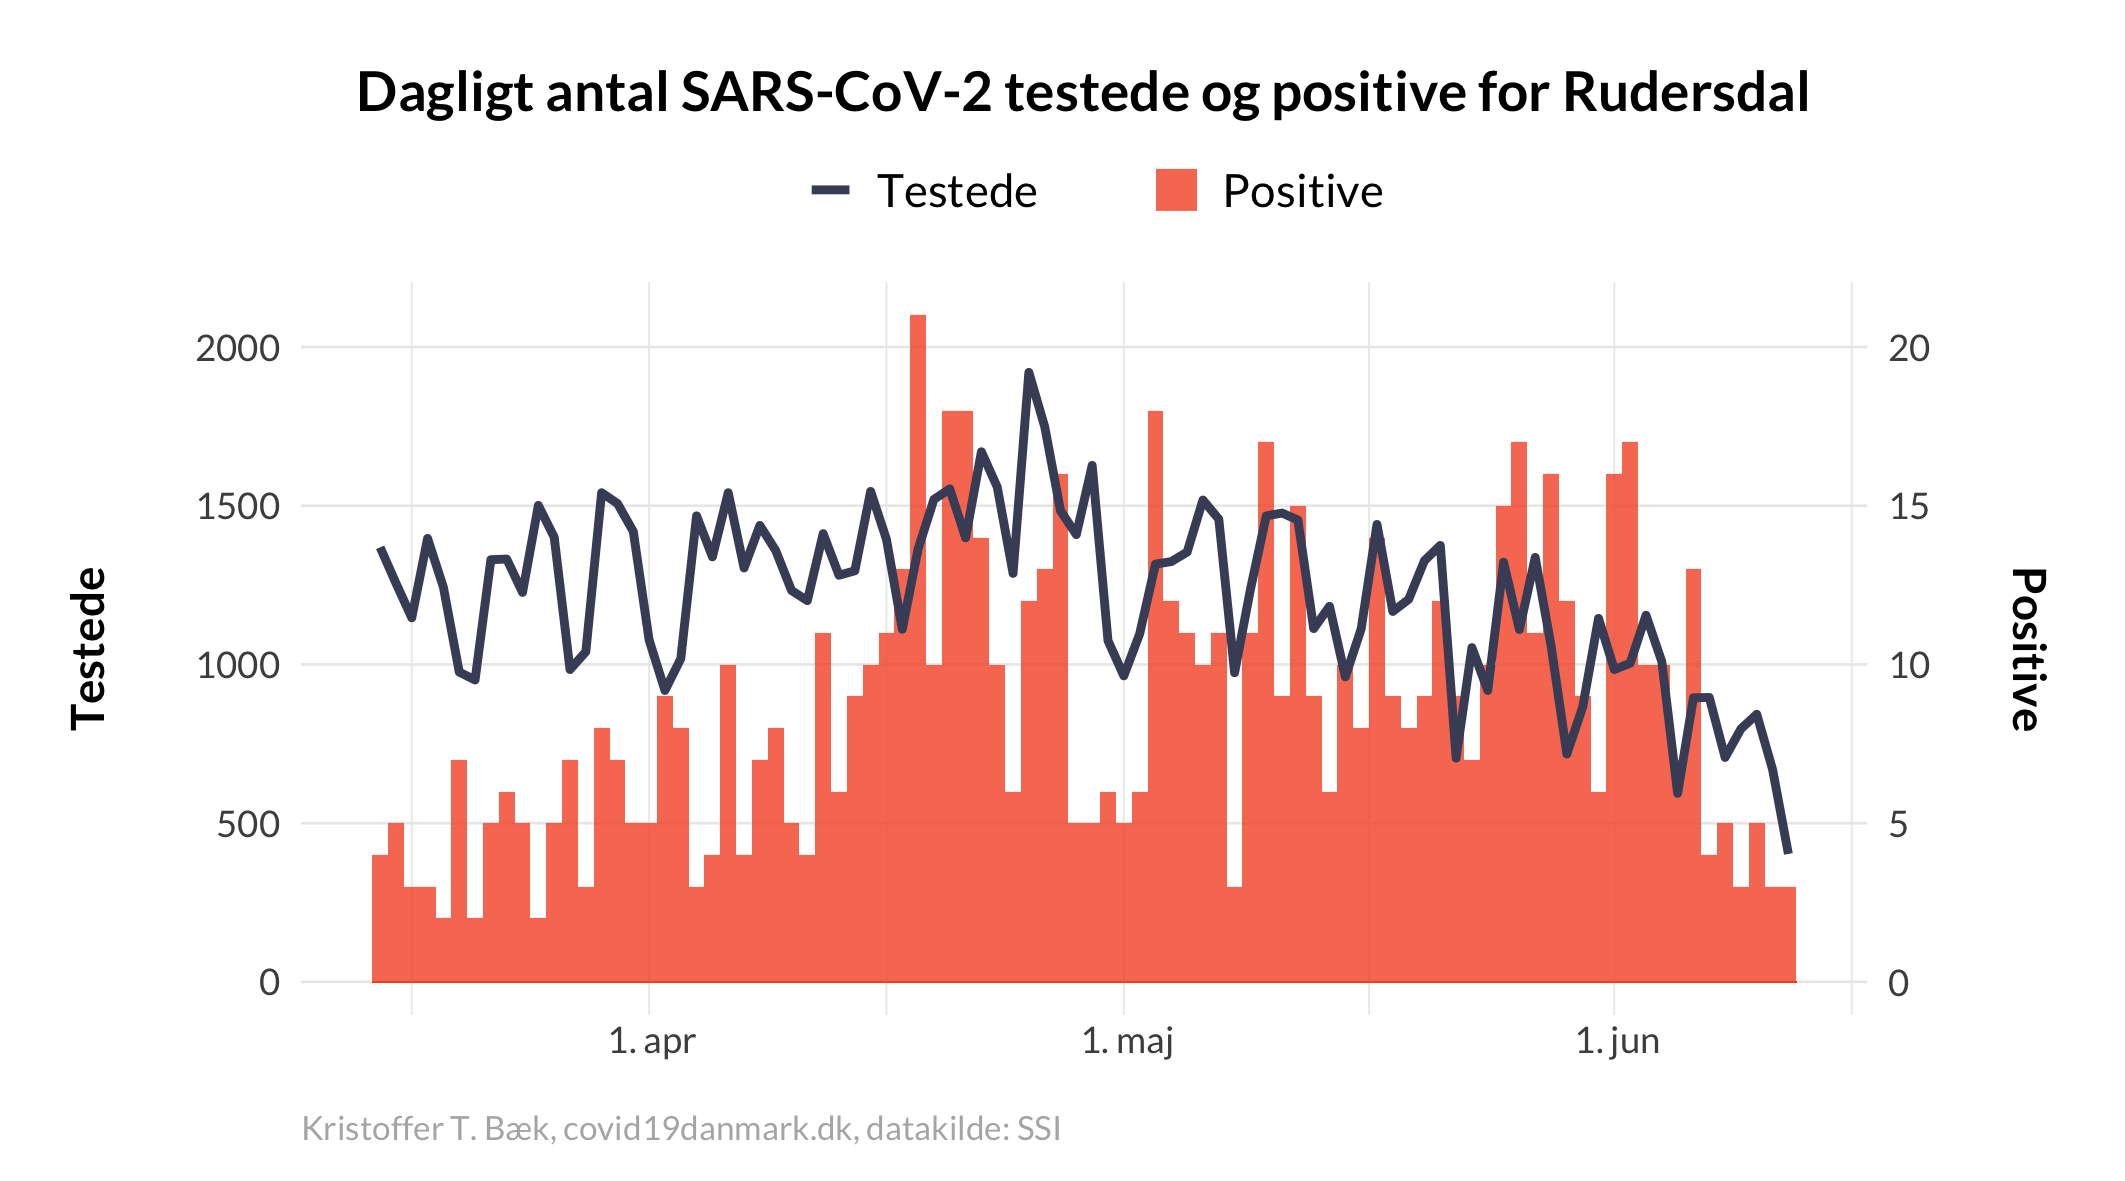 Dagligt antal SARS-CoV-2 testede og positive for Rudersdal
Testede
Positive
2000
1500
1000
500
0
20
15
10
5
0
Testede
Positive
1. apr
1. maj
1. jun
Kristoffer T. Bæk, covid19danmark.dk, datakilde: SSI